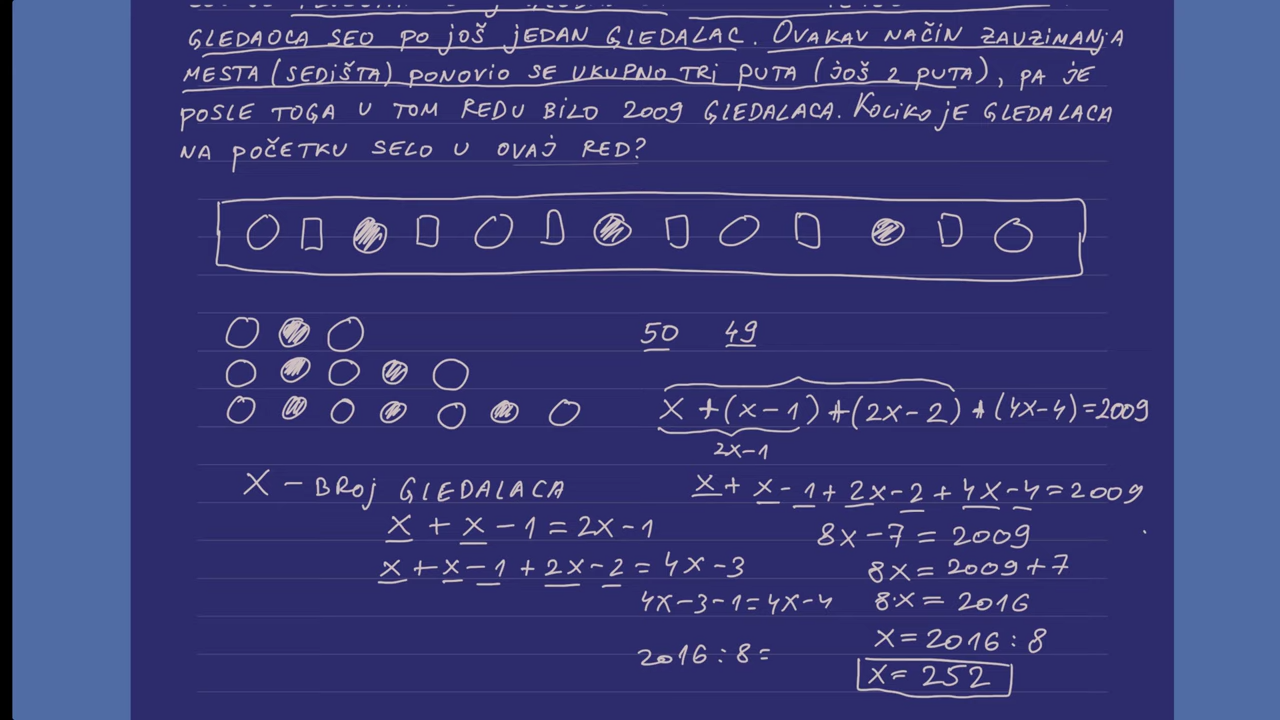 GLEDAOCA SEO PO JOŠ JEDAN GLEDALAC. OVAKAV NAČIN ZAUZIMANJA
MESTA (SEDIŠTA) PONOVIO SE UKUPNO TRI PUTA (JOŠ 2 PUTA), PA JE
POSLE TOGA U TOM REDU BILO 2009 GLEDALACA. KOLIKO JE GLEDALACA
NA POČETKU SELO U OVAJ RED?
50 49
X + (X-1) + (2X-2) + (4X-4) = 2009
2X-1
X - BROJ GLEDALACA
X + X - 1 + 2X - 2 + 4X - 4 = 2009
X + X - 1 = 2X - 1
8X - 7 = 2009
X + X - 1 + 2X - 2 = 4X - 3
8X = 2009 + 7
4X - 3 - 1 = 4X - 4
8·X = 2016
2016 : 8 =
X = 2016 : 8
X = 252